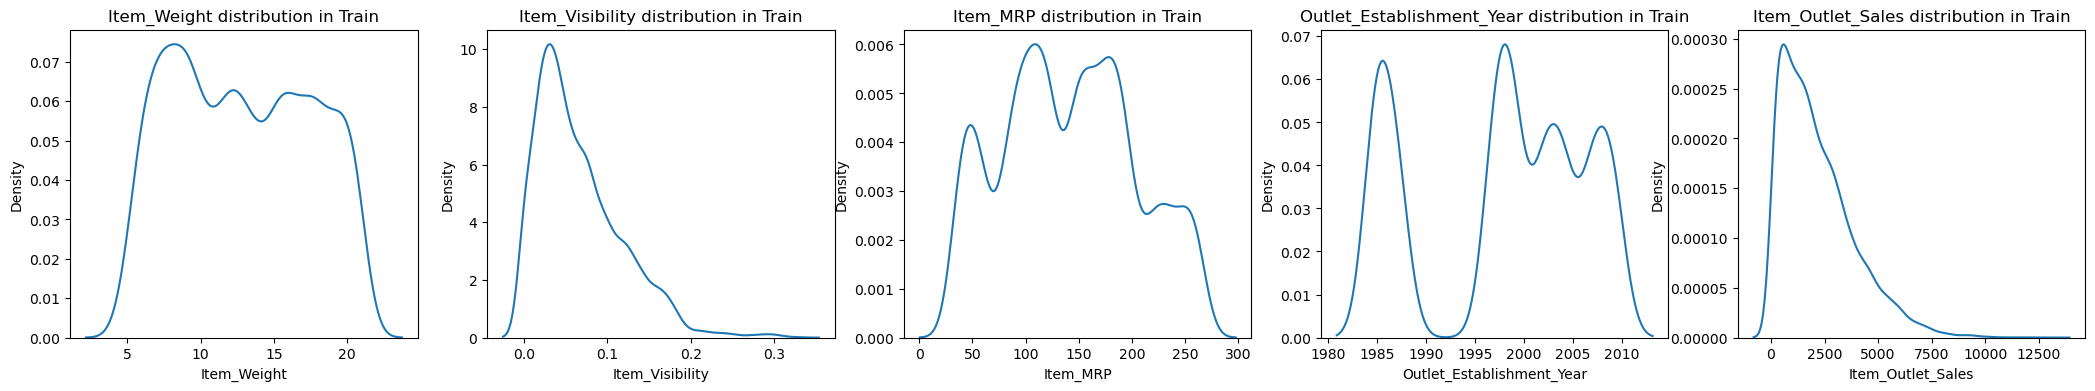 Item_Weight distribution in Train
Density
0.07
0.06
0.05
0.04
0.03
0.02
0.01
0.00
5 10 15 20
Item_Weight
Item_Visibility distribution in Train
Density
10
8
6
4
2
0
0.0 0.1 0.2 0.3
Item_Visibility
Item_MRP distribution in Train
Density
0.006
0.005
0.004
0.003
0.002
0.001
0.000
0 50 100 150 200 250 300
Item_MRP
Outlet_Establishment_Year distribution in Train
Density
0.07
0.06
0.05
0.04
0.03
0.02
0.01
0.00
1980 1985 1990 1995 2000 2005 2010
Outlet_Establishment_Year
Item_Outlet_Sales distribution in Train
Density
0.00030
0.00025
0.00020
0.00015
0.00010
0.00005
0.00000
0 2500 5000 7500 10000 12500
Item_Outlet_Sales